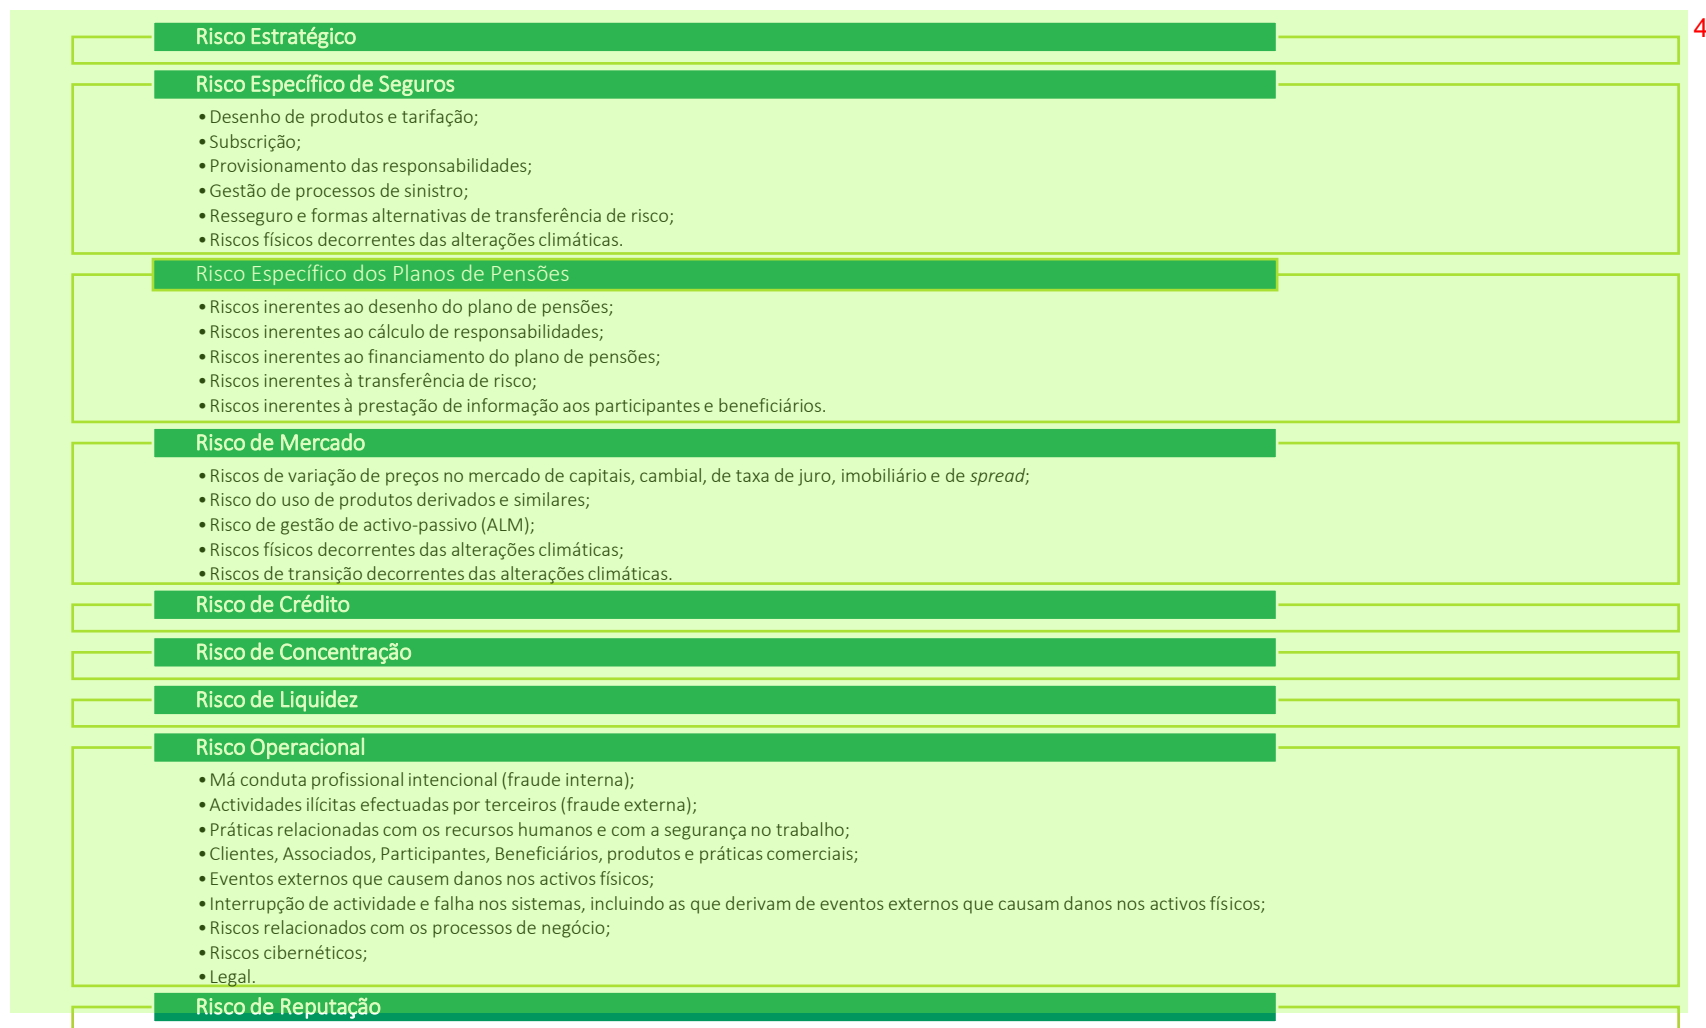 4
Risco Estratégico
Risco Específico de Seguros
• Desenho de produtos e tarifação;
• Subscrição;
• Provisionamento das responsabilidades;
• Gestão de processos de sinistro;
• Resseguro e formas alternativas de transferência de risco;
• Riscos físicos decorrentes das alterações climáticas.
Risco Específico dos Planos de Pensões
• Riscos inerentes ao desenho do plano de pensões;
• Riscos inerentes ao cálculo de responsabilidades;
• Riscos inerentes ao financiamento do plano de pensões;
• Riscos inerentes à transferência de risco;
• Riscos inerentes à prestação de informação aos participantes e beneficiários.
Risco de Mercado
• Riscos de variação de preços no mercado de capitais, cambial, de taxa de juro, imobiliário e de spread;
• Risco do uso de produtos derivados e similares;
• Risco de gestão de activo-passivo (ALM);
• Riscos físicos decorrentes das alterações climáticas;
• Riscos de transição decorrentes das alterações climáticas.
Risco de Crédito
Risco de Concentração
Risco de Liquidez
Risco Operacional
• Má conduta profissional intencional (fraude interna);
• Actividades ilícitas efectuadas por terceiros (fraude externa);
• Práticas relacionadas com os recursos humanos e com a segurança no trabalho;
• Clientes, Associados, Participantes, Beneficiários, produtos e práticas comerciais;
• Eventos externos que causem danos nos activos físicos;
• Interrupção de actividade e falha nos sistemas, incluindo as que derivam de eventos externos que causam danos nos activos físicos;
• Riscos relacionados com os processos de negócio;
• Riscos cibernéticos;
• Legal.
Risco de Reputação